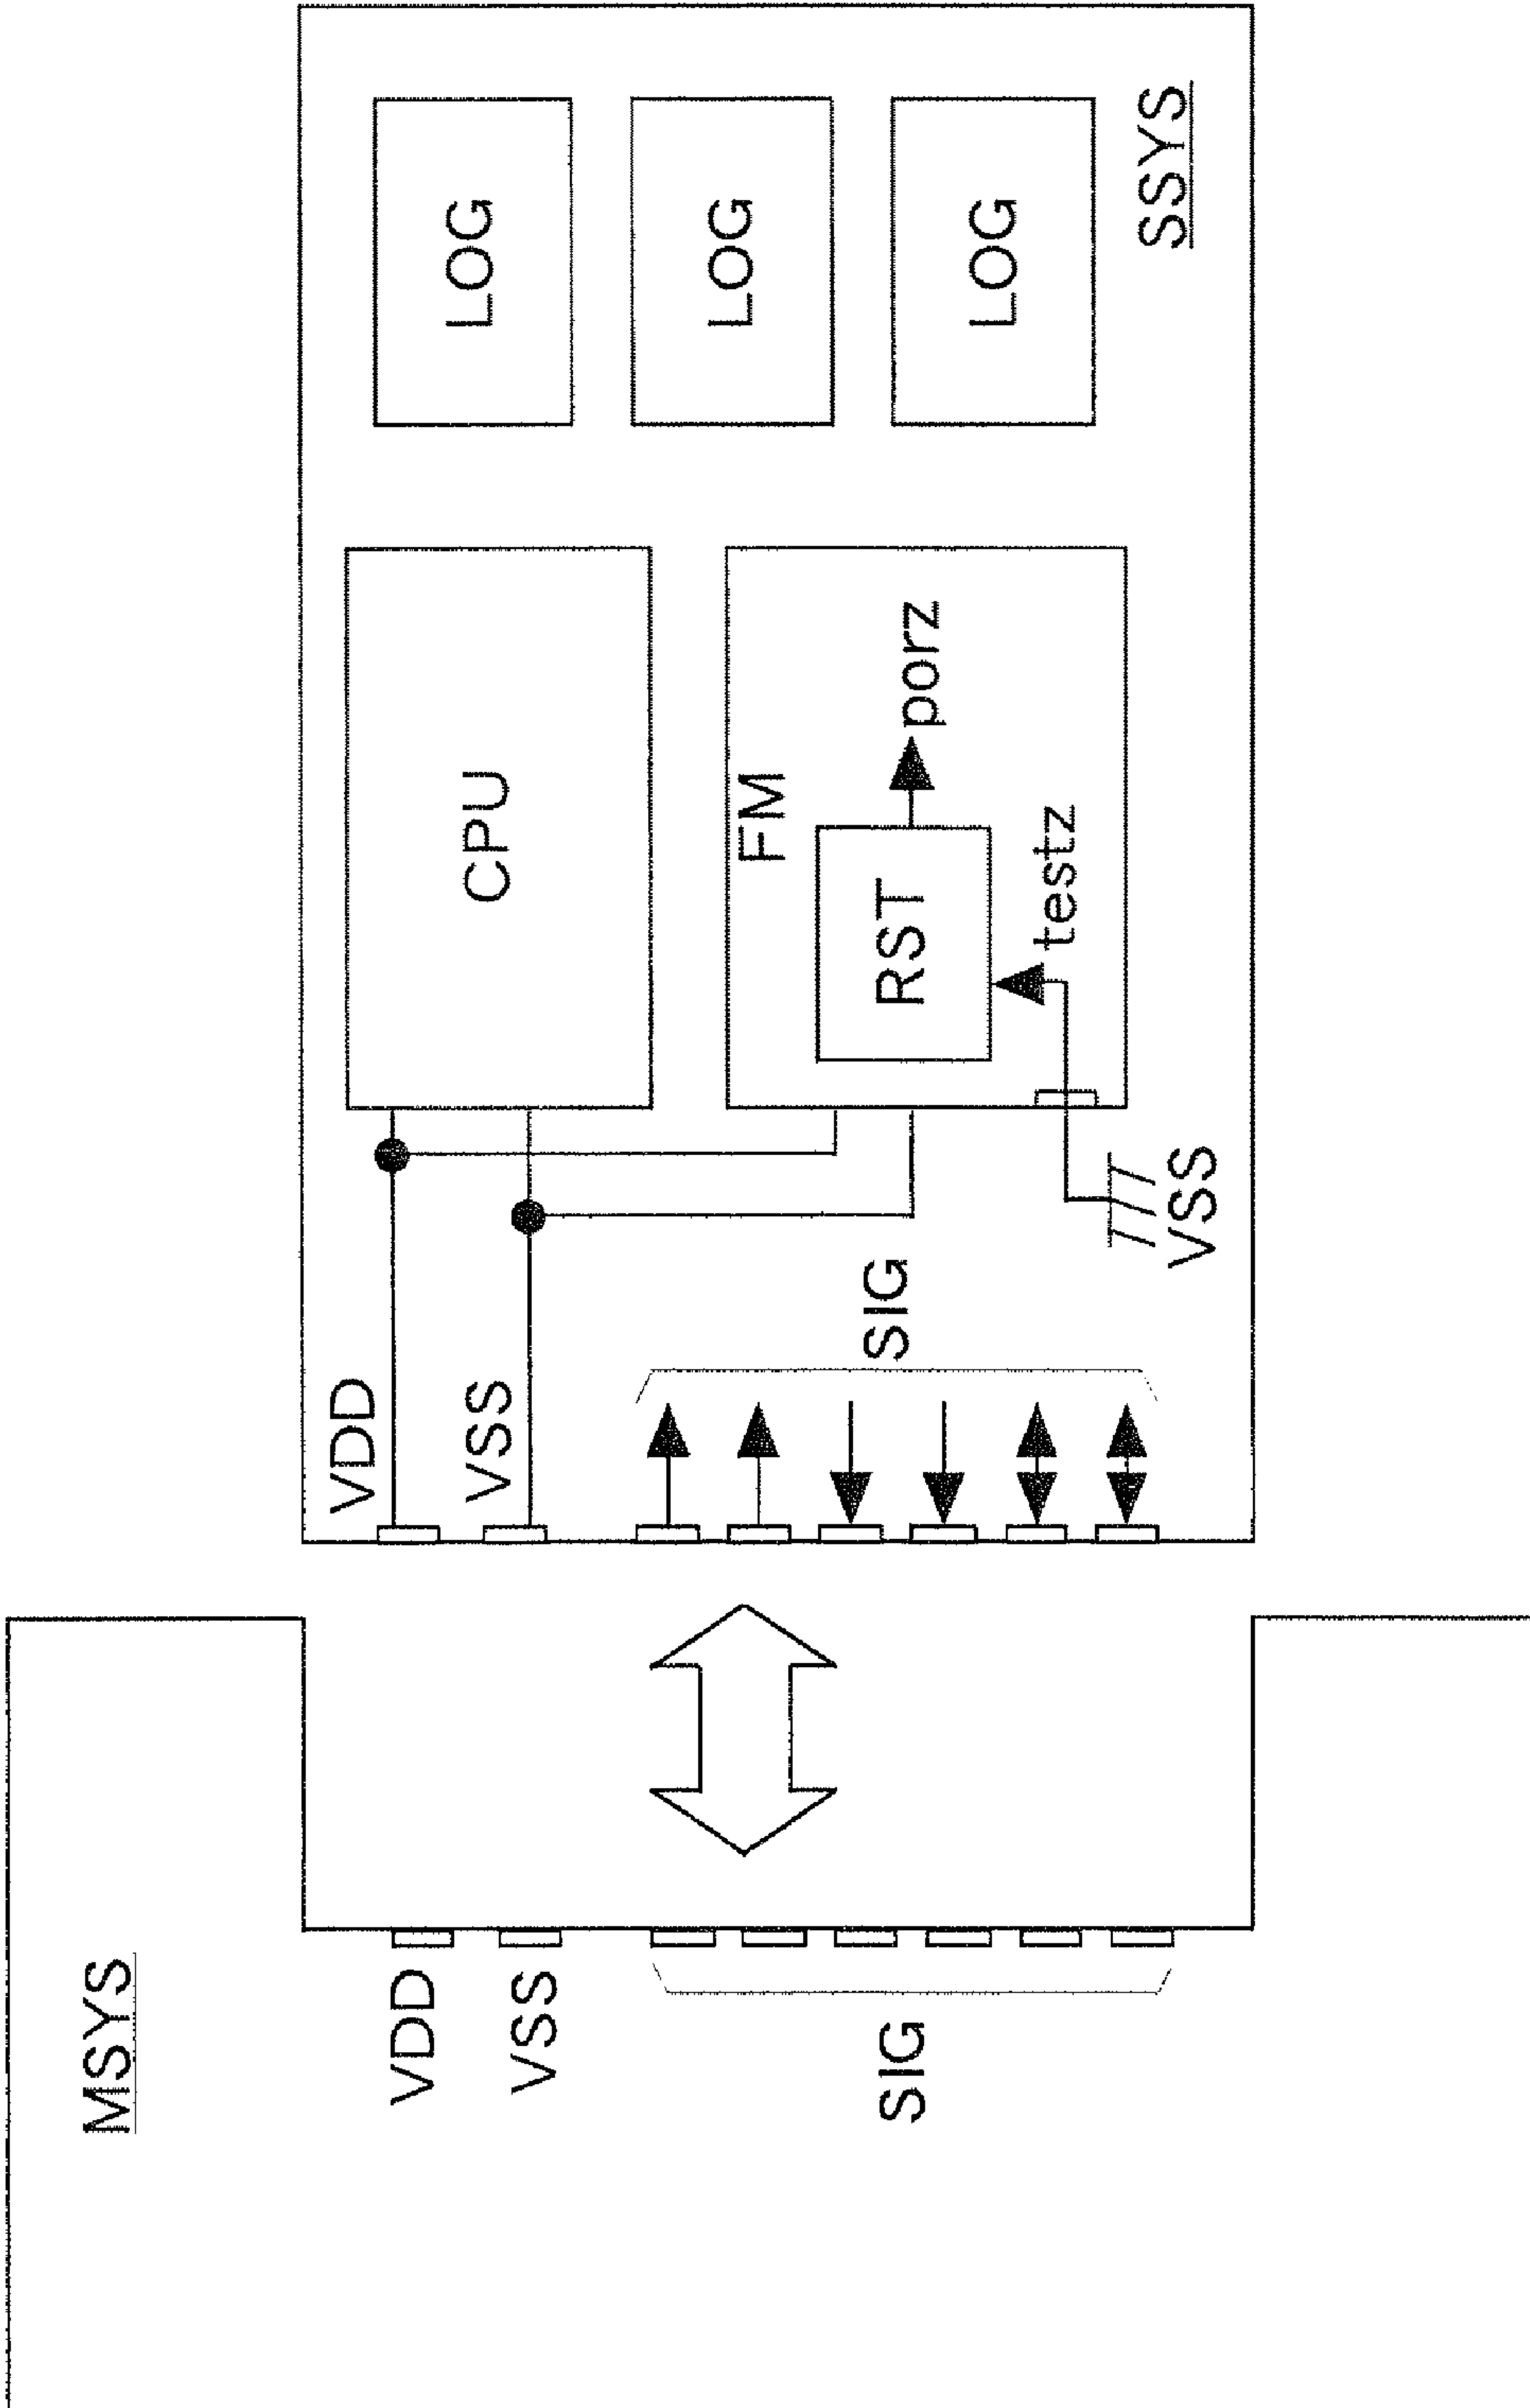 MSYS
VDD
VSS
SIG
VDD
VSS
SIG
VSS
CPU
FM
RST
porz
testz
LOG
LOG
LOG
SSYS